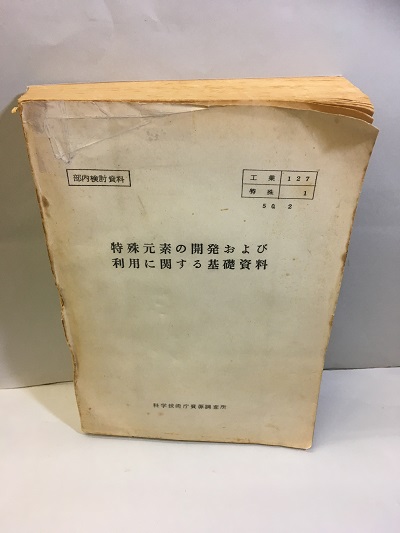 部内検討資料
工業 127
特殊 1
56 2
特殊元素の開発および
利用に関する基礎資料
科学技術庁資源調査所